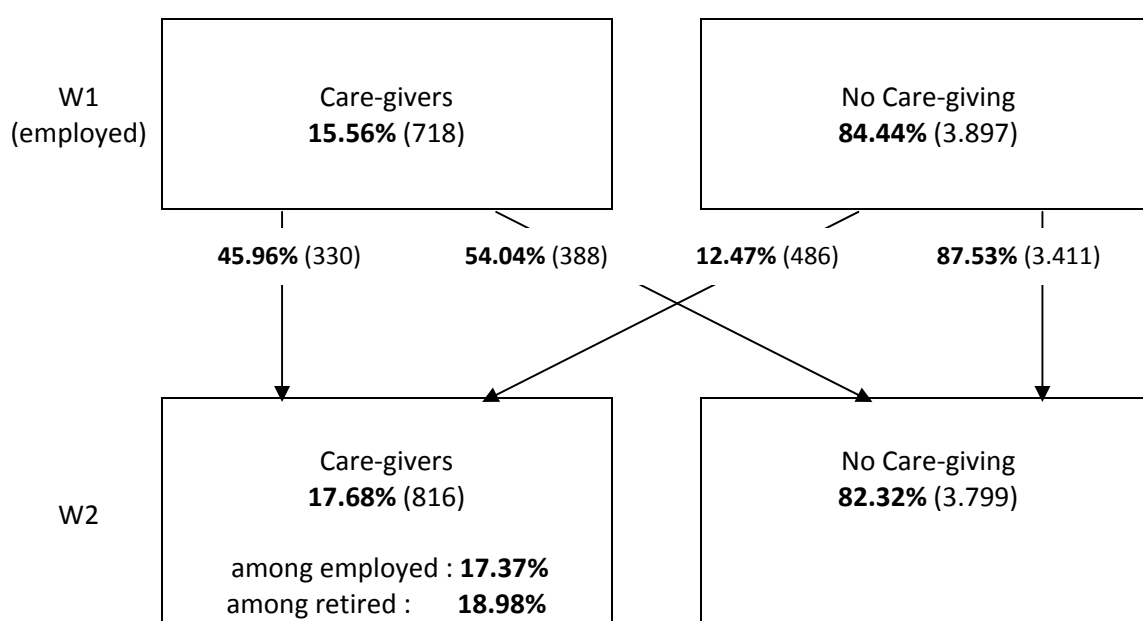 W1
(employed)
Care-givers
15.56% (718)
No Care-giving
84.44% (3.897)
45.96% (330)
54.04% (388)
12.47% (486)
87.53% (3.411)
W2
Care-givers
17.68% (816)
among employed : 17.37%
among retired : 18.98%
No Care-giving
82.32% (3.799)